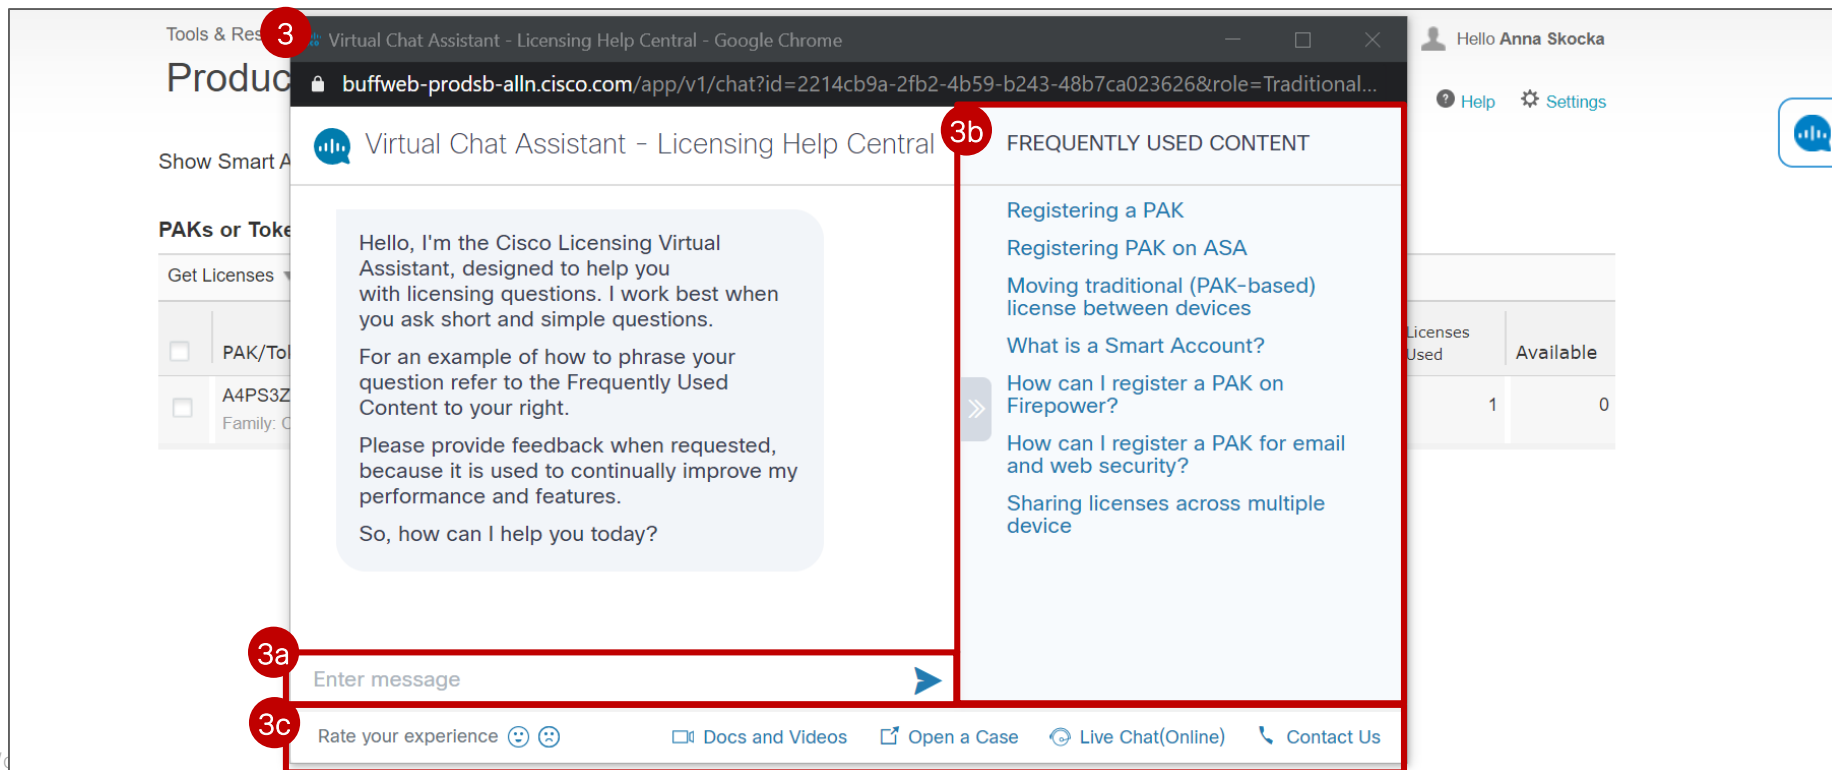 Tools & Res
3
Virtual Chat Assistant - Licensing Help Central - Google Chrome
Hello Anna Skocka
Produc
buffweb-prodsb-alln.cisco.com/app/v1/chat?id=2214cb9a-2fb2-4b59-b243-48b7ca023626&role=Traditional...
Help
Settings
Show Smart A
Virtual Chat Assistant - Licensing Help Central
3b
FREQUENTLY USED CONTENT
PAKs or Toke
Get Licenses
PAK/Tok
Licenses
Used
Available
A4PS3Z
Family: C
1
0
Hello, I'm the Cisco Licensing Virtual
Assistant, designed to help you
with licensing questions. I work best when
you ask short and simple questions.
For an example of how to phrase your
question refer to the Frequently Used
Content to your right.
Please provide feedback when requested,
because it is used to continually improve my
performance and features.
So, how can I help you today?
Registering a PAK
Registering PAK on ASA
Moving traditional (PAK-based)
license between devices
What is a Smart Account?
How can I register a PAK on
Firepower?
How can I register a PAK for email
and web security?
Sharing licenses across multiple
device
3a
Enter message
3c
Rate your experience
Docs and Videos
Open a Case
Live Chat(Online)
Contact Us